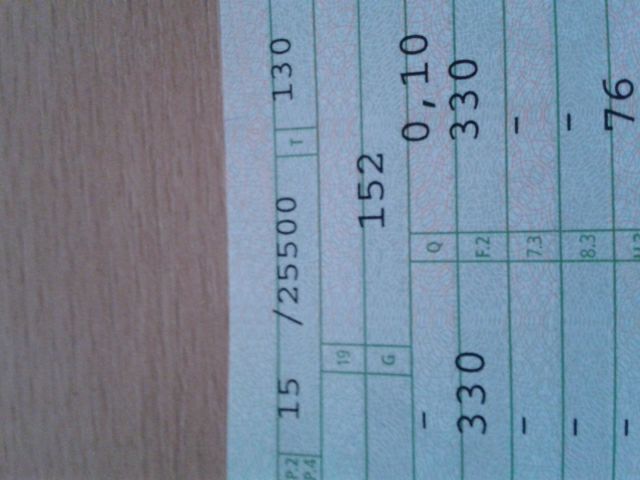 P.2
P.4 15 /25500 T 130
19
G 152
- Q 0,10
330 F.2 330
- 7.3 -
- 8.3 -
- 76